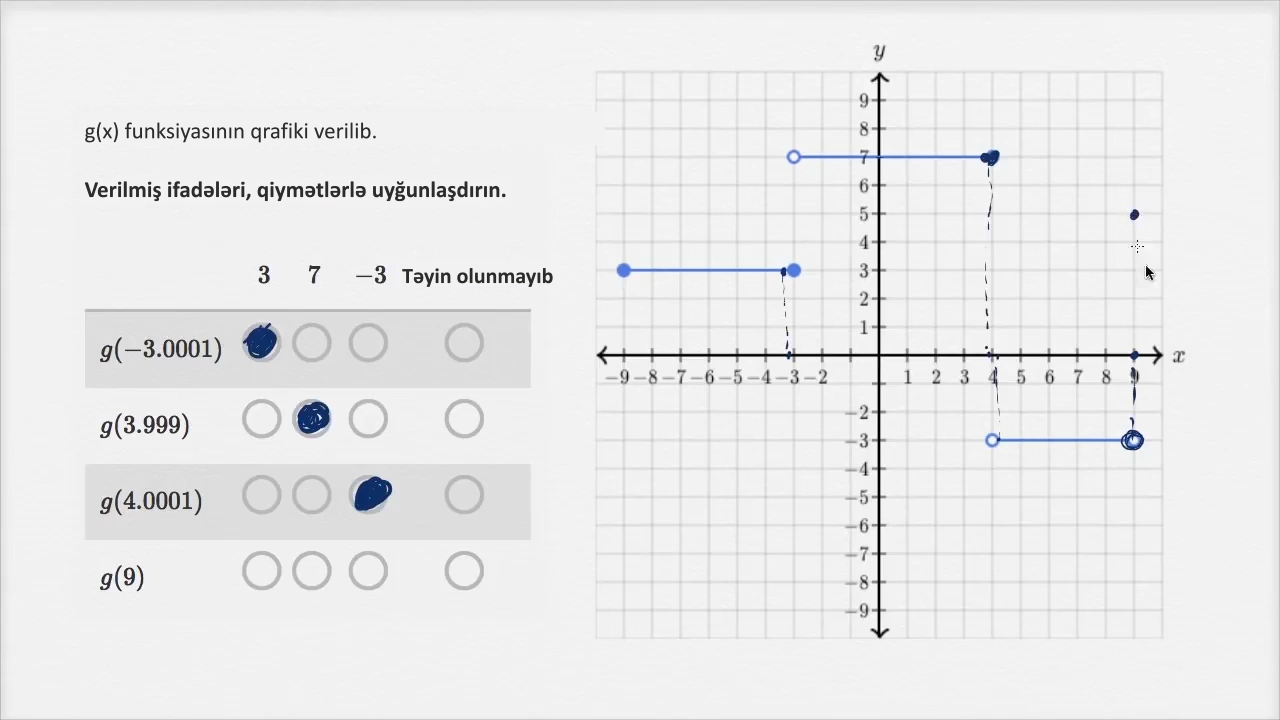 g(x) funksiyasının qrafiki verilib.
Verilmiş ifadələri, qiymətlərlə uyğunlaşdırın.
3 7 −3 Təyin olunmayıb
g(−3.0001)
g(3.999)
g(4.0001)
g(9)
y
9
8
7
6
5
4
3
2
1
−9 −8 −7 −6 −5 −4 −3 −2 1 2 3 4 5 6 7 8 9 x
−2
−3
−4
−5
−6
−7
−8
−9